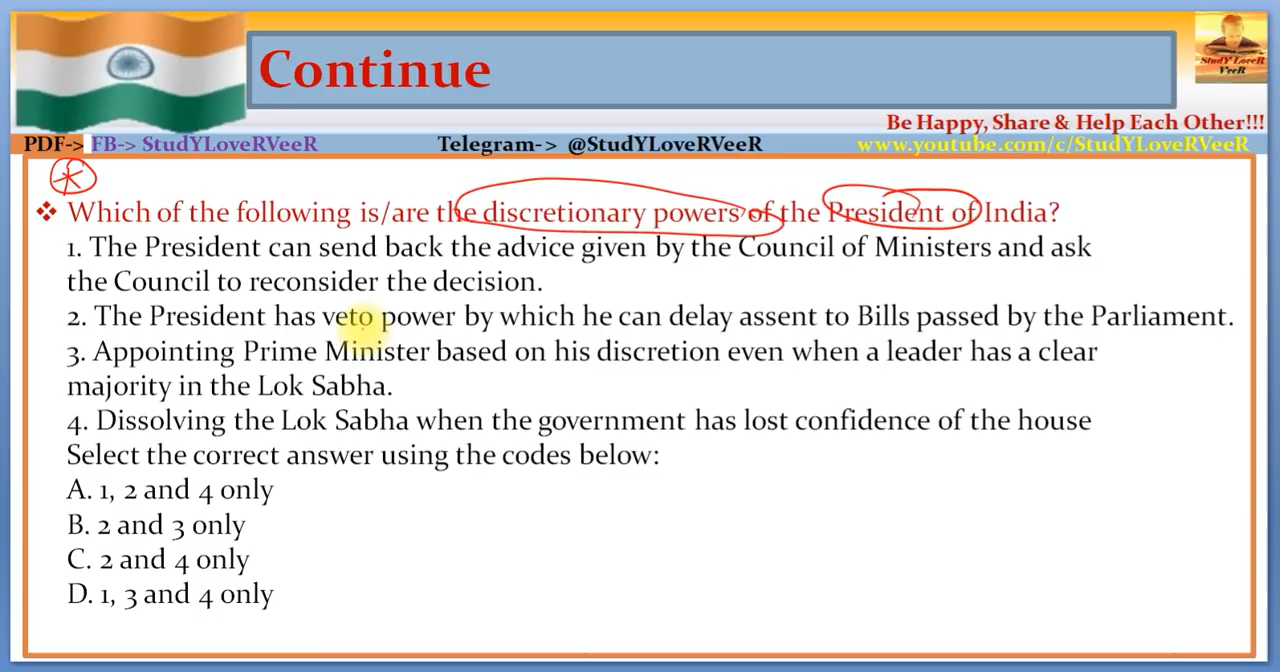 Continue
StudY LoveR
VeeR
Be Happy, Share & Help Each Other!!!
PDF-> FB-> StudYLoveRVeeR Telegram-> @StudYLoveRVeeR www.youtube.com/c/StudYLoveRVeeR
❖ Which of the following is/are the discretionary powers of the President of India?
1. The President can send back the advice given by the Council of Ministers and ask
the Council to reconsider the decision.
2. The President has veto power by which he can delay assent to Bills passed by the Parliament.
3. Appointing Prime Minister based on his discretion even when a leader has a clear
majority in the Lok Sabha.
4. Dissolving the Lok Sabha when the government has lost confidence of the house
Select the correct answer using the codes below:
A. 1, 2 and 4 only
B. 2 and 3 only
C. 2 and 4 only
D. 1, 3 and 4 only